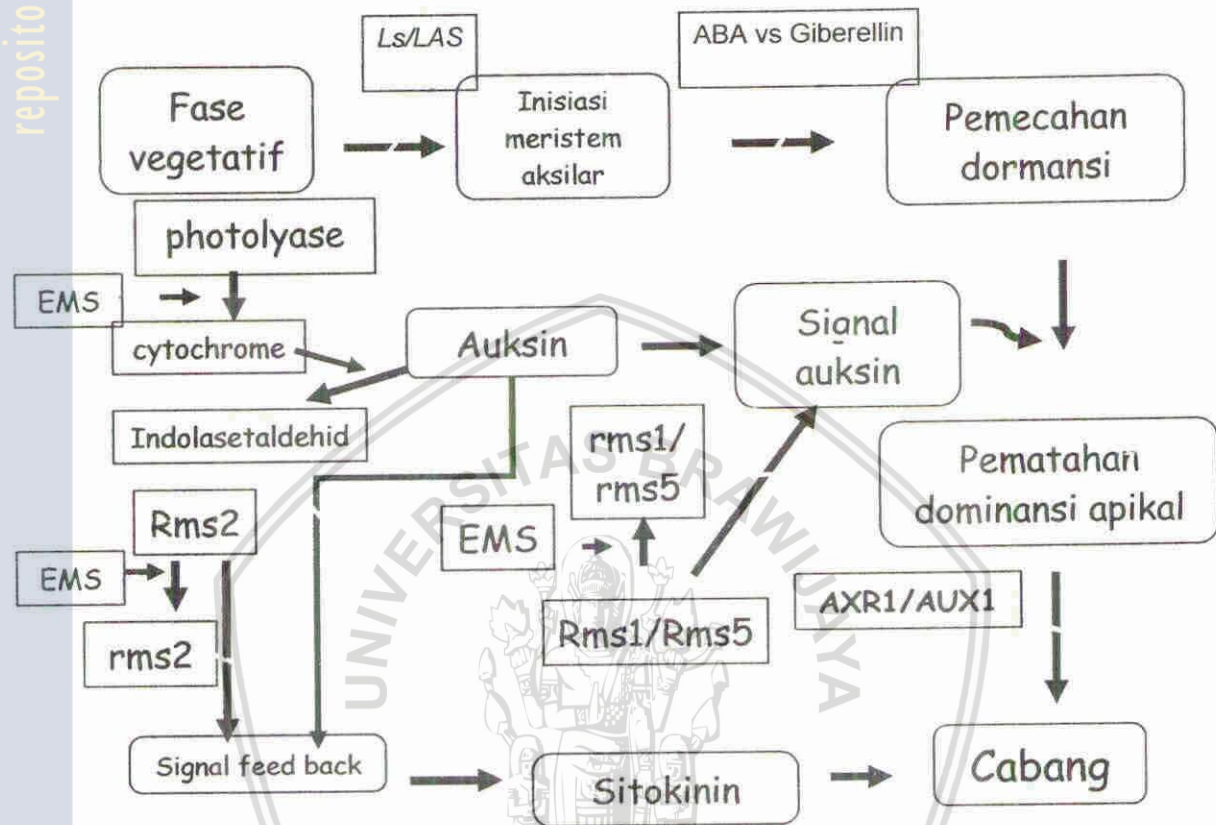 reposito
Ls/LAS
ABA vs Giberellin
Fase
vegetatif
Inisiasi
meristem
aksilar
Pemecahan
dormansi
photolyase
EMS
cytochrome
Auksin
Signal
auksin
Indolasetaldehid
rms1/
rms5
Pematahan
dominansi apikal
Rms2
EMS
EMS
AXR1/AUX1
rms2
Rms1/Rms5
Signal feed back
Sitokinin
Cabang
UNIVERSITAS BRAWIJAYA